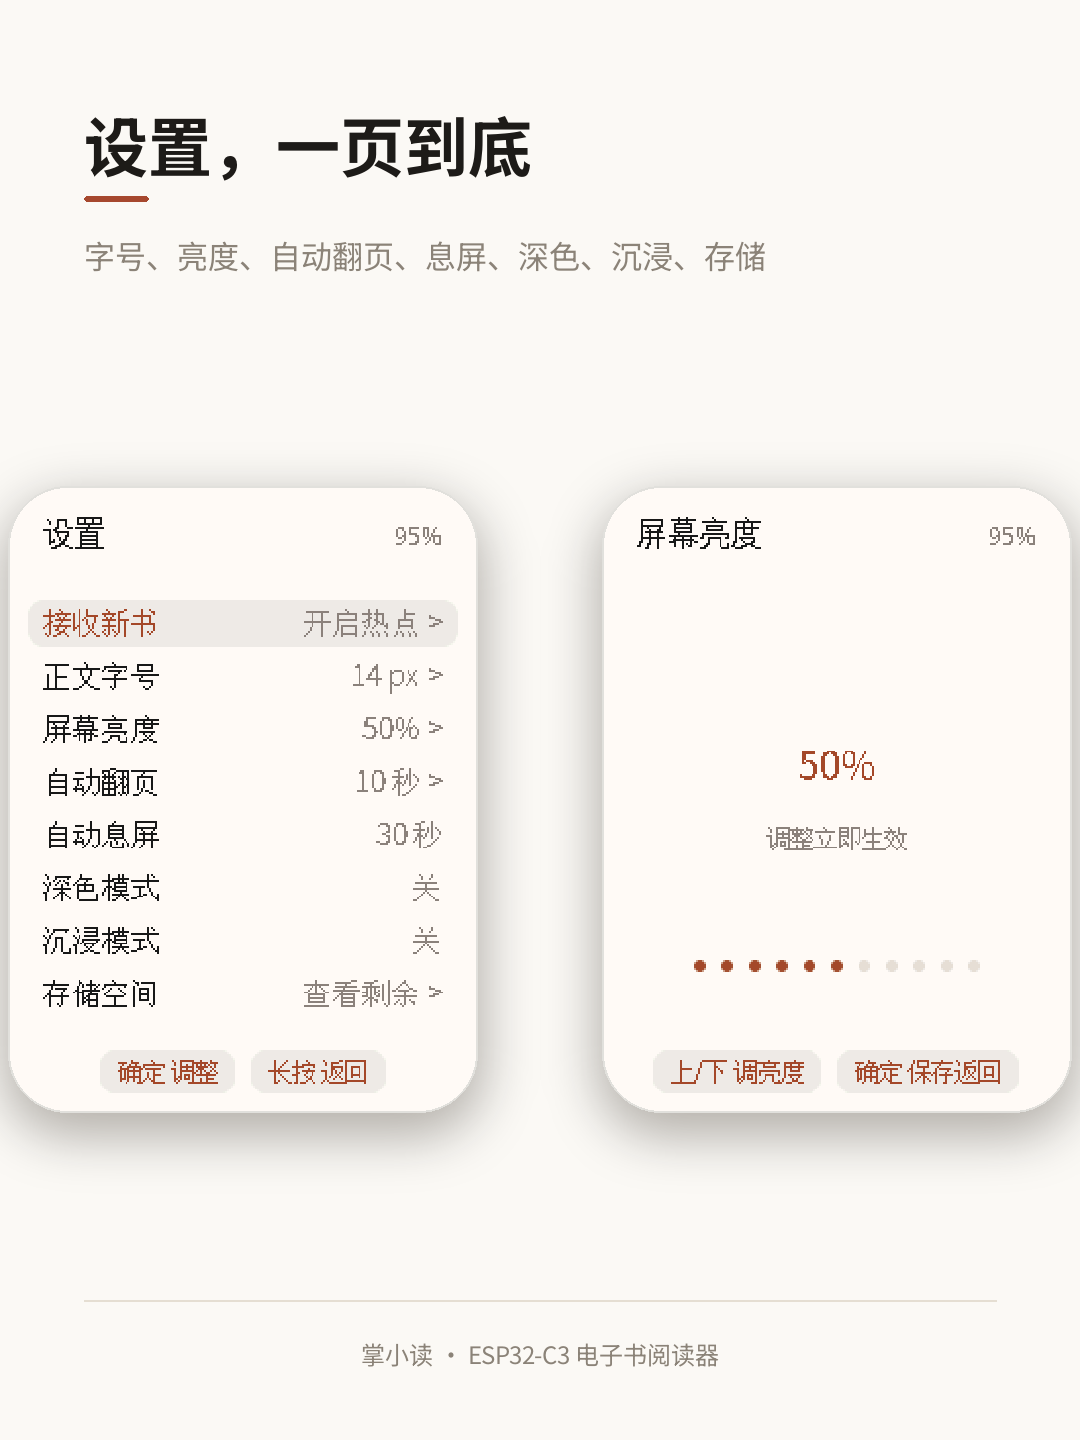 设置，一页到底
字号、亮度、自动翻页、息屏、深色、沉浸、存储
设置 95%
接收新书 开启热点 >
正文字号 14 px >
屏幕亮度 50% >
自动翻页 10 秒 >
自动息屏 30 秒
深色模式 关
沉浸模式 关
存储空间 查看剩余 >
确定 调整 长按 返回
屏幕亮度 95%
50%
调整立即生效
上/下 调亮度 确定 保存返回
掌小读 · ESP32-C3 电子书阅读器